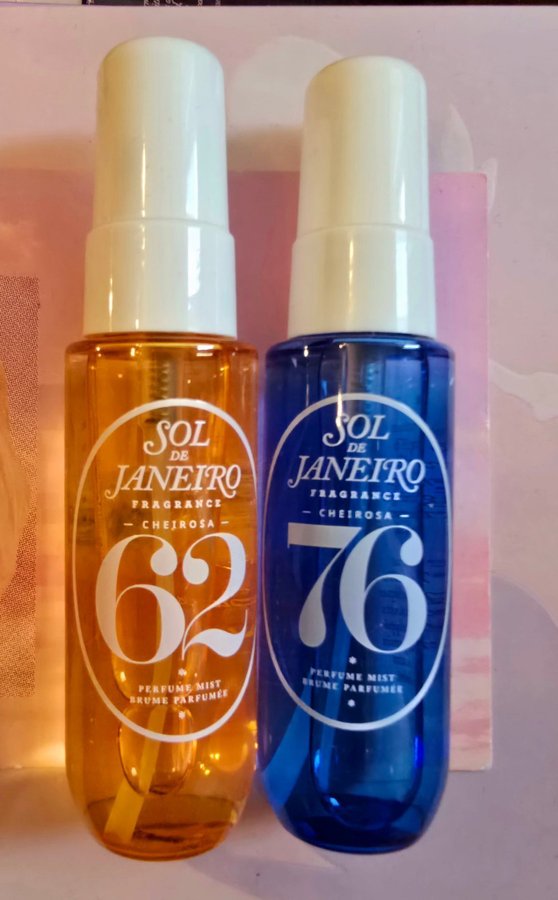 SOL
DE
JANEIRO
FRAGRANCE
– CHEIROSA –
62
PERFUME MIST
BRUME PARFUMÉE
SOL
DE
JANEIRO
FRAGRANCE
– CHEIROSA –
76
PERFUME MIST
BRUME PARFUMÉE